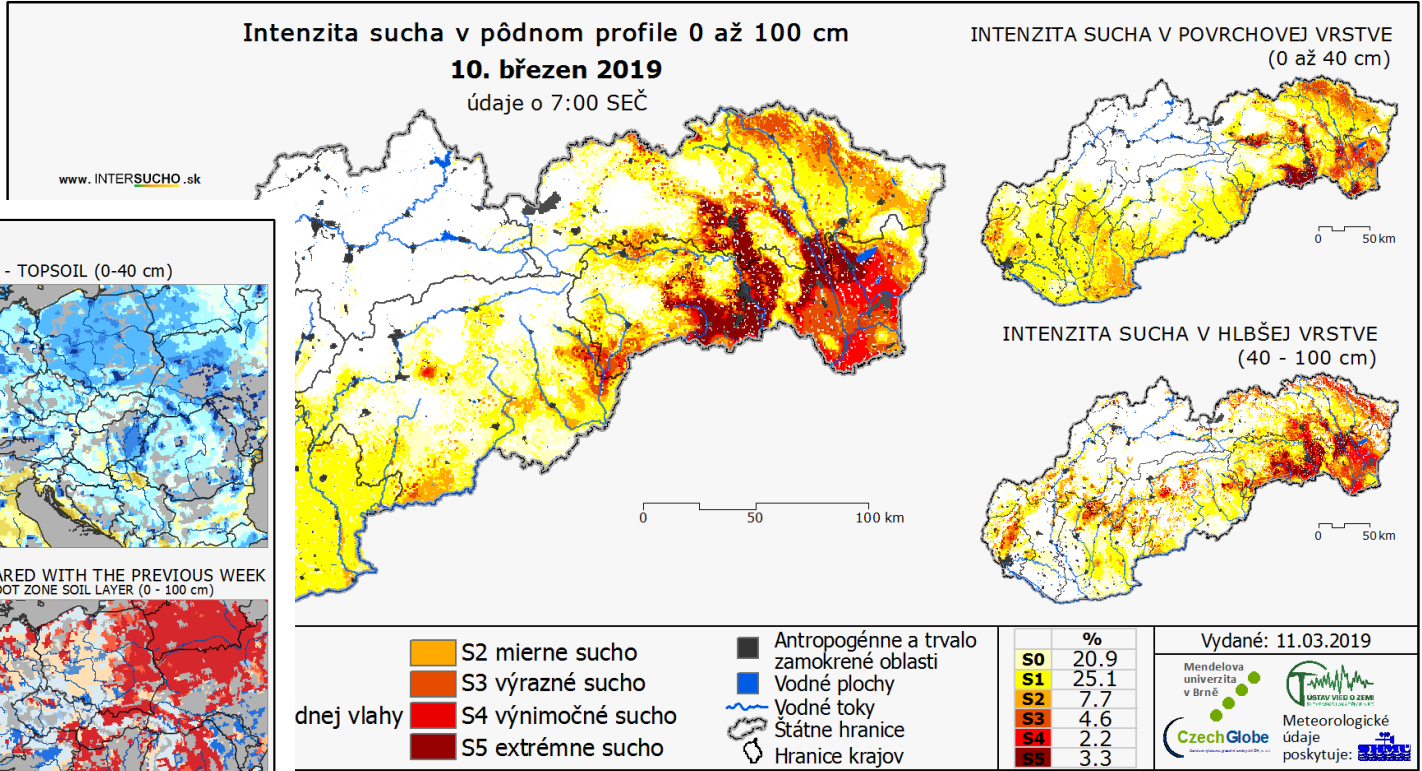 Intenzita sucha v pôdnom profile 0 až 100 cm
10. březen 2019
údaje o 7:00 SEČ
www.INTERSUCHO.sk
INTENZITA SUCHA V POVRCHOVEJ VRSTVE
(0 až 40 cm)
0 50 km
INTENZITA SUCHA V HLBŠEJ VRSTVE
(40 - 100 cm)
0 50 km
0 50 100 km
- TOPSOIL (0-40 cm)
ARED WITH THE PREVIOUS WEEK
OOT ZONE SOIL LAYER (0 - 100 cm)
dnej vlahy
S2 mierne sucho
S3 výrazné sucho
S4 výnimočné sucho
S5 extrémne sucho
Antropogénne a trvalo
zamokrené oblasti
Vodné plochy
Vodné toky
Štátne hranice
Hranice krajov
%
S0 20.9
S1 25.1
S2 7.7
S3 4.6
S4 2.2
S5 3.3
Vydané: 11.03.2019
Mendelova
univerzita
v Brně
ÚSTAV VIED O ZEMI
CzechGlobe
Meteorologické
údaje
poskytuje:
SHMÚ